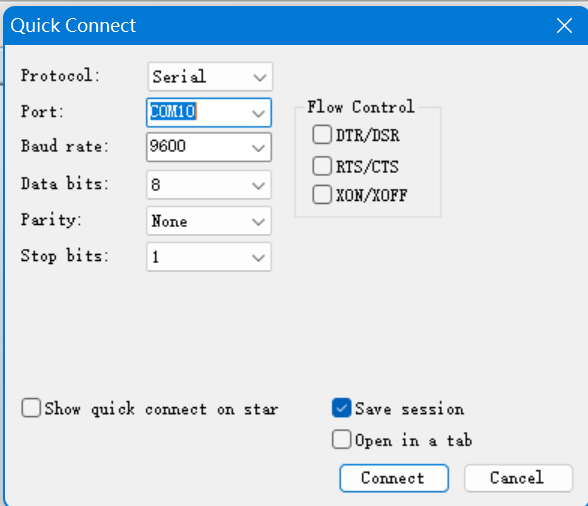 Quick Connect
Protocol: Serial
Port: COM10
Baud rate: 9600
Data bits: 8
Parity: None
Stop bits: 1
Flow Control
DTR/DSR
RTS/CTS
XON/XOFF
Show quick connect on star
Save session
Open in a tab
Connect Cancel